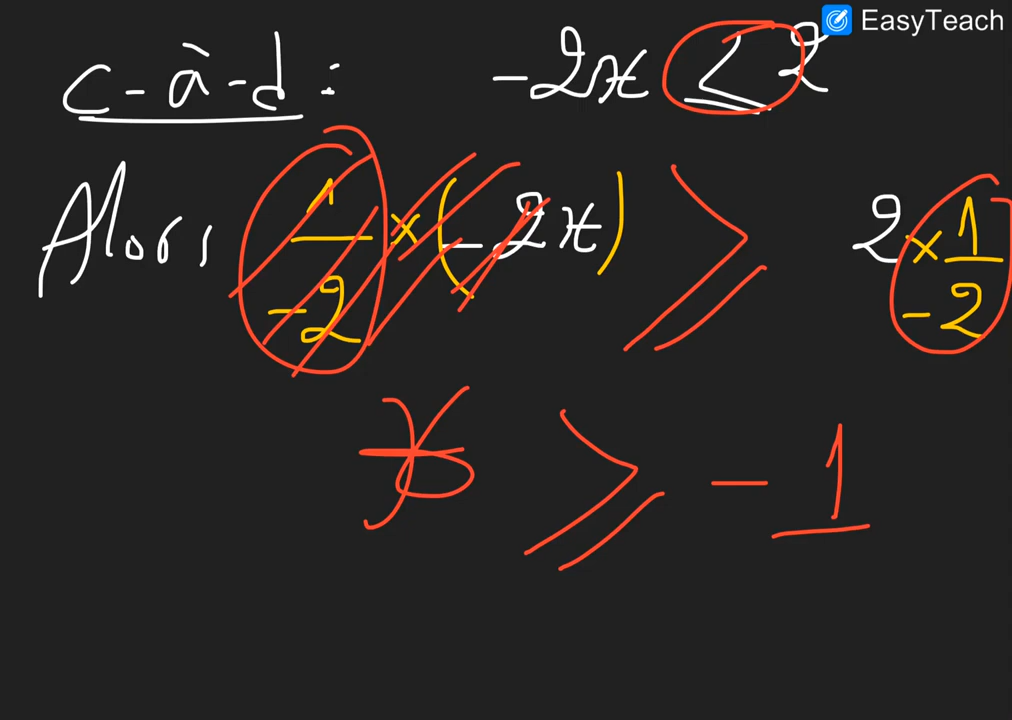 EasyTeach
c-à-d: -2x ≤ 2
Alors 1/-2 × (-2x) ⩾ 2 × 1/-2
x ⩾ -1